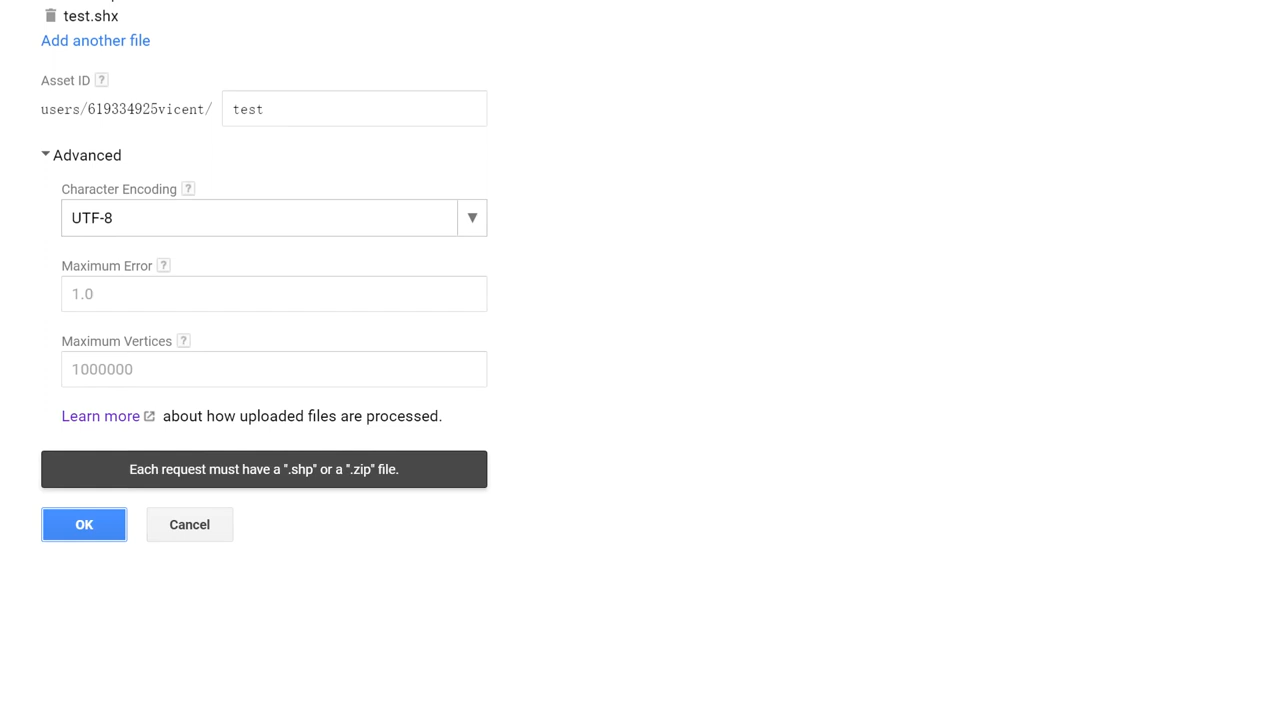 test.shx
Add another file
Asset ID ?
users/619334925vicent/ test
Advanced
Character Encoding ?
UTF-8
Maximum Error ?
1.0
Maximum Vertices ?
1000000
Learn more about how uploaded files are processed.
Each request must have a ".shp" or a ".zip" file.
OK Cancel